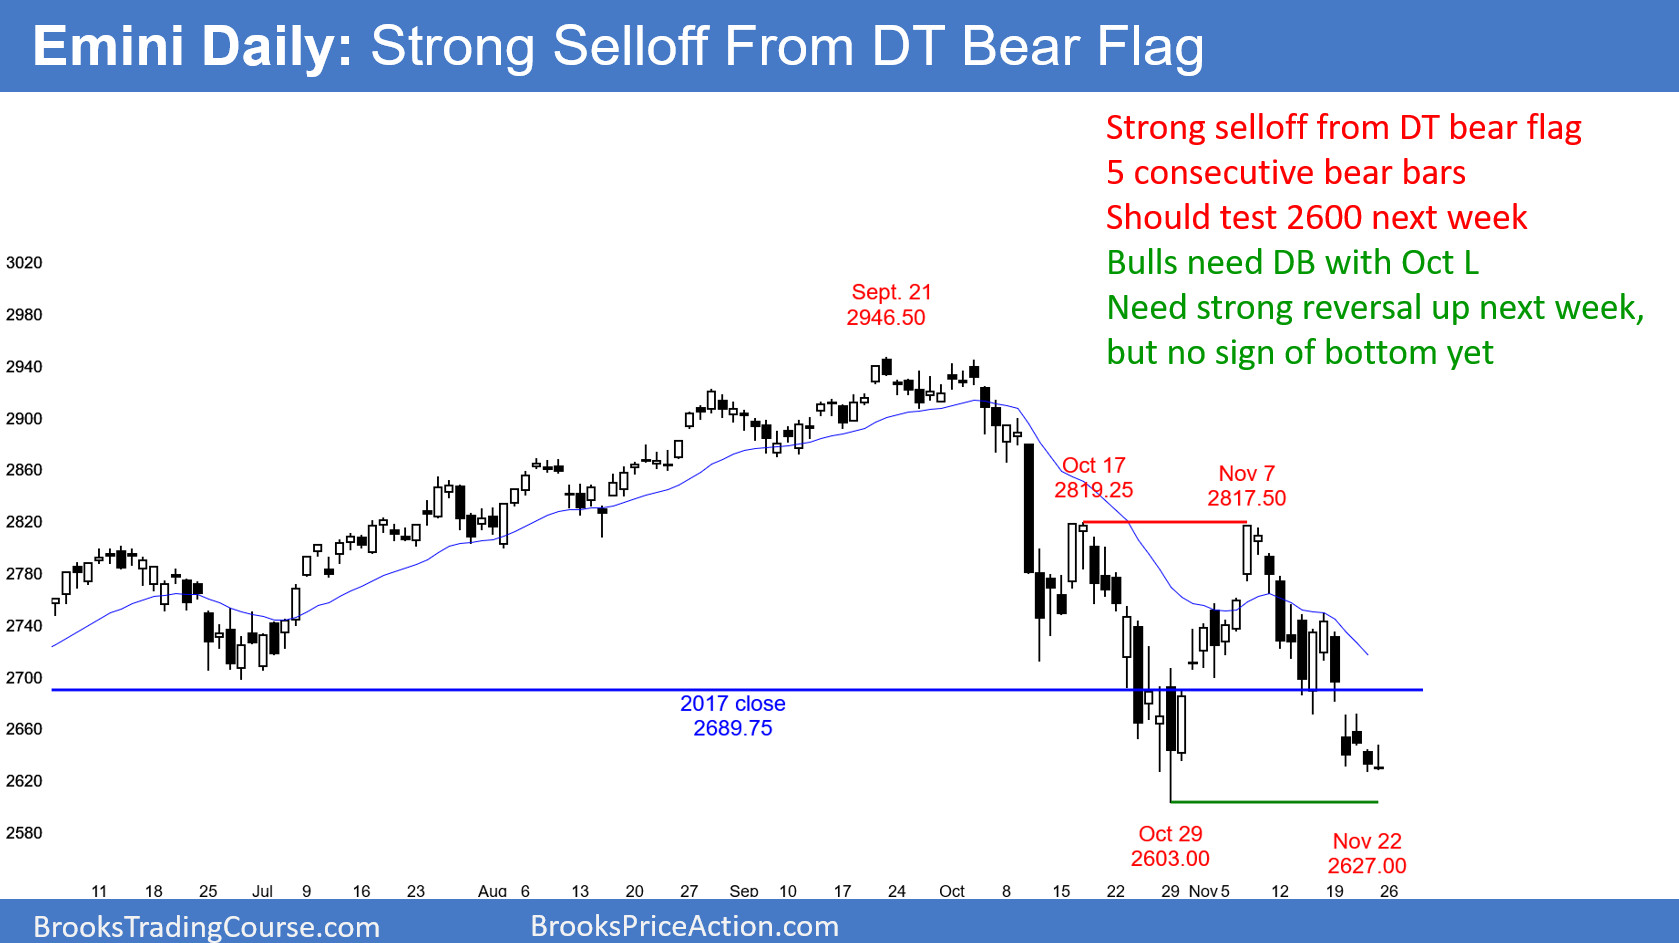 Emini Daily: Strong Selloff From DT Bear Flag
Strong selloff from DT bear flag
5 consecutive bear bars
Should test 2600 next week
Bulls need DB with Oct L
Need strong reversal up next week,
but no sign of bottom yet
3020
2980
2940
2900
2860
2820
2780
2740
2700
2660
2620
2580
Sept. 21
2946.50
Oct 17
2819.25
Nov 7
2817.50
2017 close
2689.75
Oct 29
2603.00
Nov 22
2627.00
11 18 25 Jul 9 16 23 Aug 6 13 20 27 Sep 10 17 24 Oct 8 15 22 29 Nov 5 12 19 26
BrooksTradingCourse.com
BrooksPriceAction.com